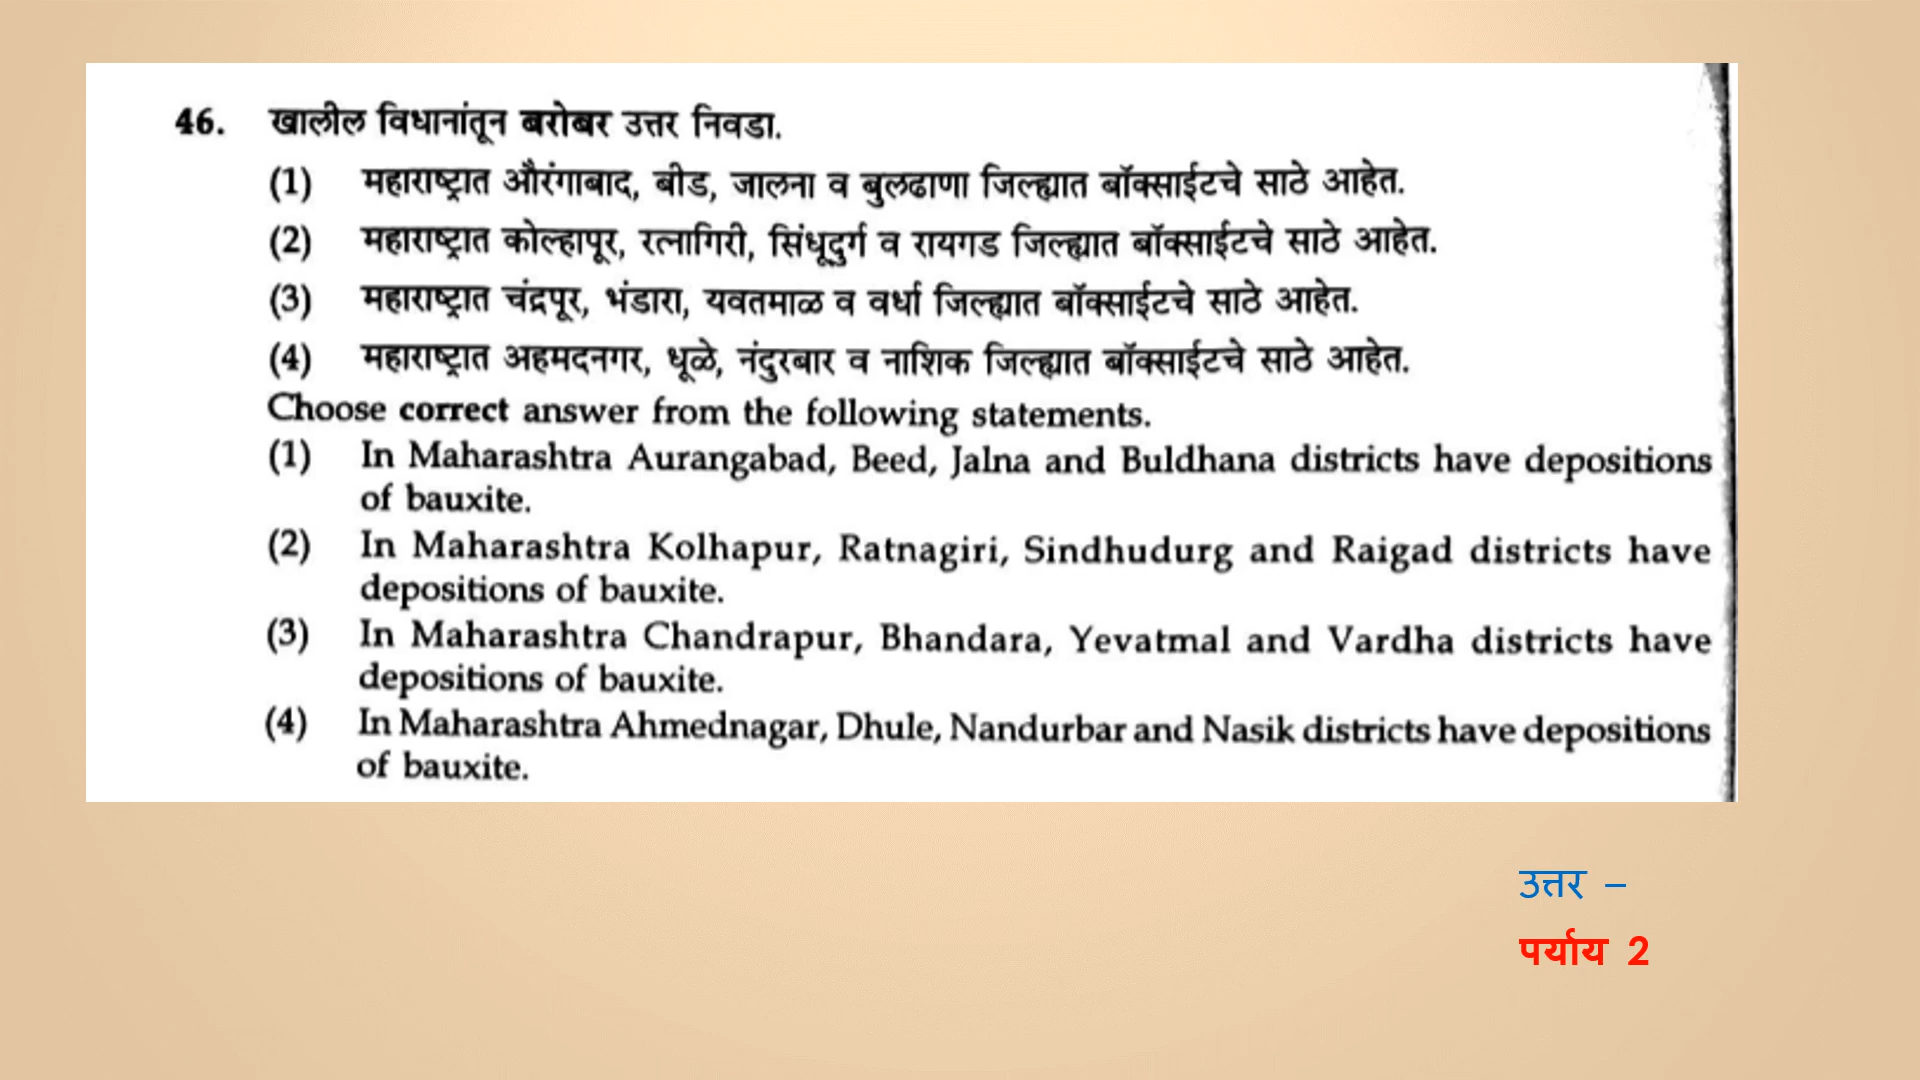 46. खालील विधानांतून बरोबर उत्तर निवडा.
(1) महाराष्ट्रात औरंगाबाद, बीड, जालना व बुलढाणा जिल्ह्यात बॉक्साईटचे साठे आहेत.
(2) महाराष्ट्रात कोल्हापूर, रत्नागिरी, सिंधूदुर्ग व रायगड जिल्ह्यात बॉक्साईटचे साठे आहेत.
(3) महाराष्ट्रात चंद्रपूर, भंडारा, यवतमाळ व वर्धा जिल्ह्यात बॉक्साईटचे साठे आहेत.
(4) महाराष्ट्रात अहमदनगर, धूळे, नंदुरबार व नाशिक जिल्ह्यात बॉक्साईटचे साठे आहेत.
Choose correct answer from the following statements.
(1) In Maharashtra Aurangabad, Beed, Jalna and Buldhana districts have depositions
of bauxite.
(2) In Maharashtra Kolhapur, Ratnagiri, Sindhudurg and Raigad districts have
depositions of bauxite.
(3) In Maharashtra Chandrapur, Bhandara, Yevatmal and Vardha districts have
depositions of bauxite.
(4) In Maharashtra Ahmednagar, Dhule, Nandurbar and Nasik districts have depositions
of bauxite.
उत्तर –
पर्याय 2